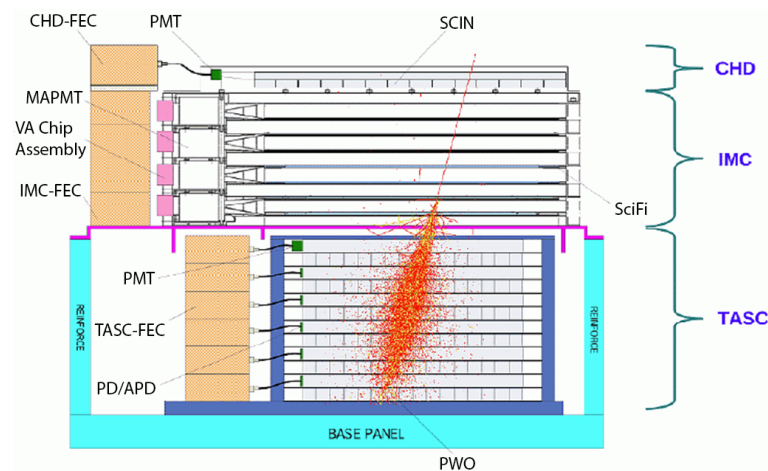 CHD-FEC
PMT
SCIN
CHD
MAPMT
VA Chip
Assembly
IMC
IMC-FEC
SciFi
PMT
REINFORCE
REINFORCE
TASC
TASC-FEC
PD/APD
BASE PANEL
PWO